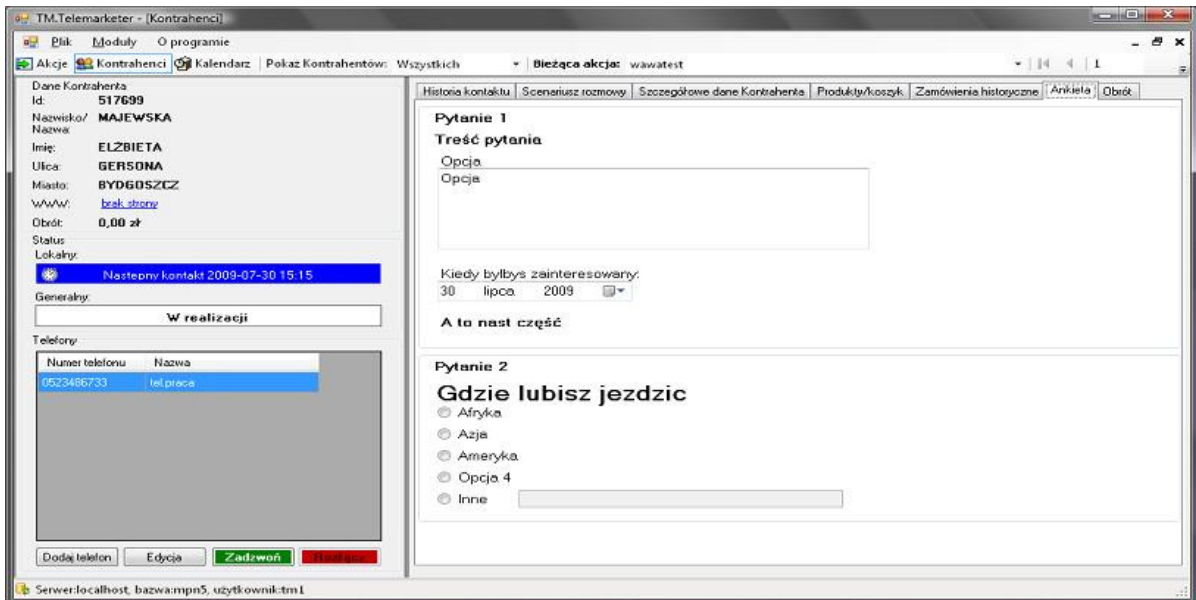 TM.Telemarketer - [Kontrahenci]
Plik Moduły O programie
Akcje Kontrahenci Kalendarz Pokaz Kontrahentów: Wszystkich Bieżąca akcja: wawatest 1
Dane Kontrahenta
Id: 517699
Nazwisko/ Nazwa: MAJEWSKA
Imię: ELŻBIETA
Ulica: GERSONA
Miasto: BYDGOSZCZ
WWW: brak strony
Obrót: 0,00 zł
Status
Lokalny:
Nastepny kontakt 2009-07-30 15:15
Generalny:
W realizacji
Telefony
Numer telefonu Nazwa
0523486733 tel.praca
Dodaj telefon Edycja Zadzwoń
Historia kontaktu Scenariusz rozmowy Szczegółowe dane Kontrahenta Produkty/koszyk Zamówienia historyczne Ankieta Obrót
Pytanie 1
Treść pytania
Opcja
Opcja
Kiedy bylbys zainteresowany:
30 lipca 2009
A to nast część
Pytanie 2
Gdzie lubisz jezdzic
Afryka
Azja
Ameryka
Opcja 4
Inne
Serwer:localhost, bazwa:mpn5, użytkownik:tm1